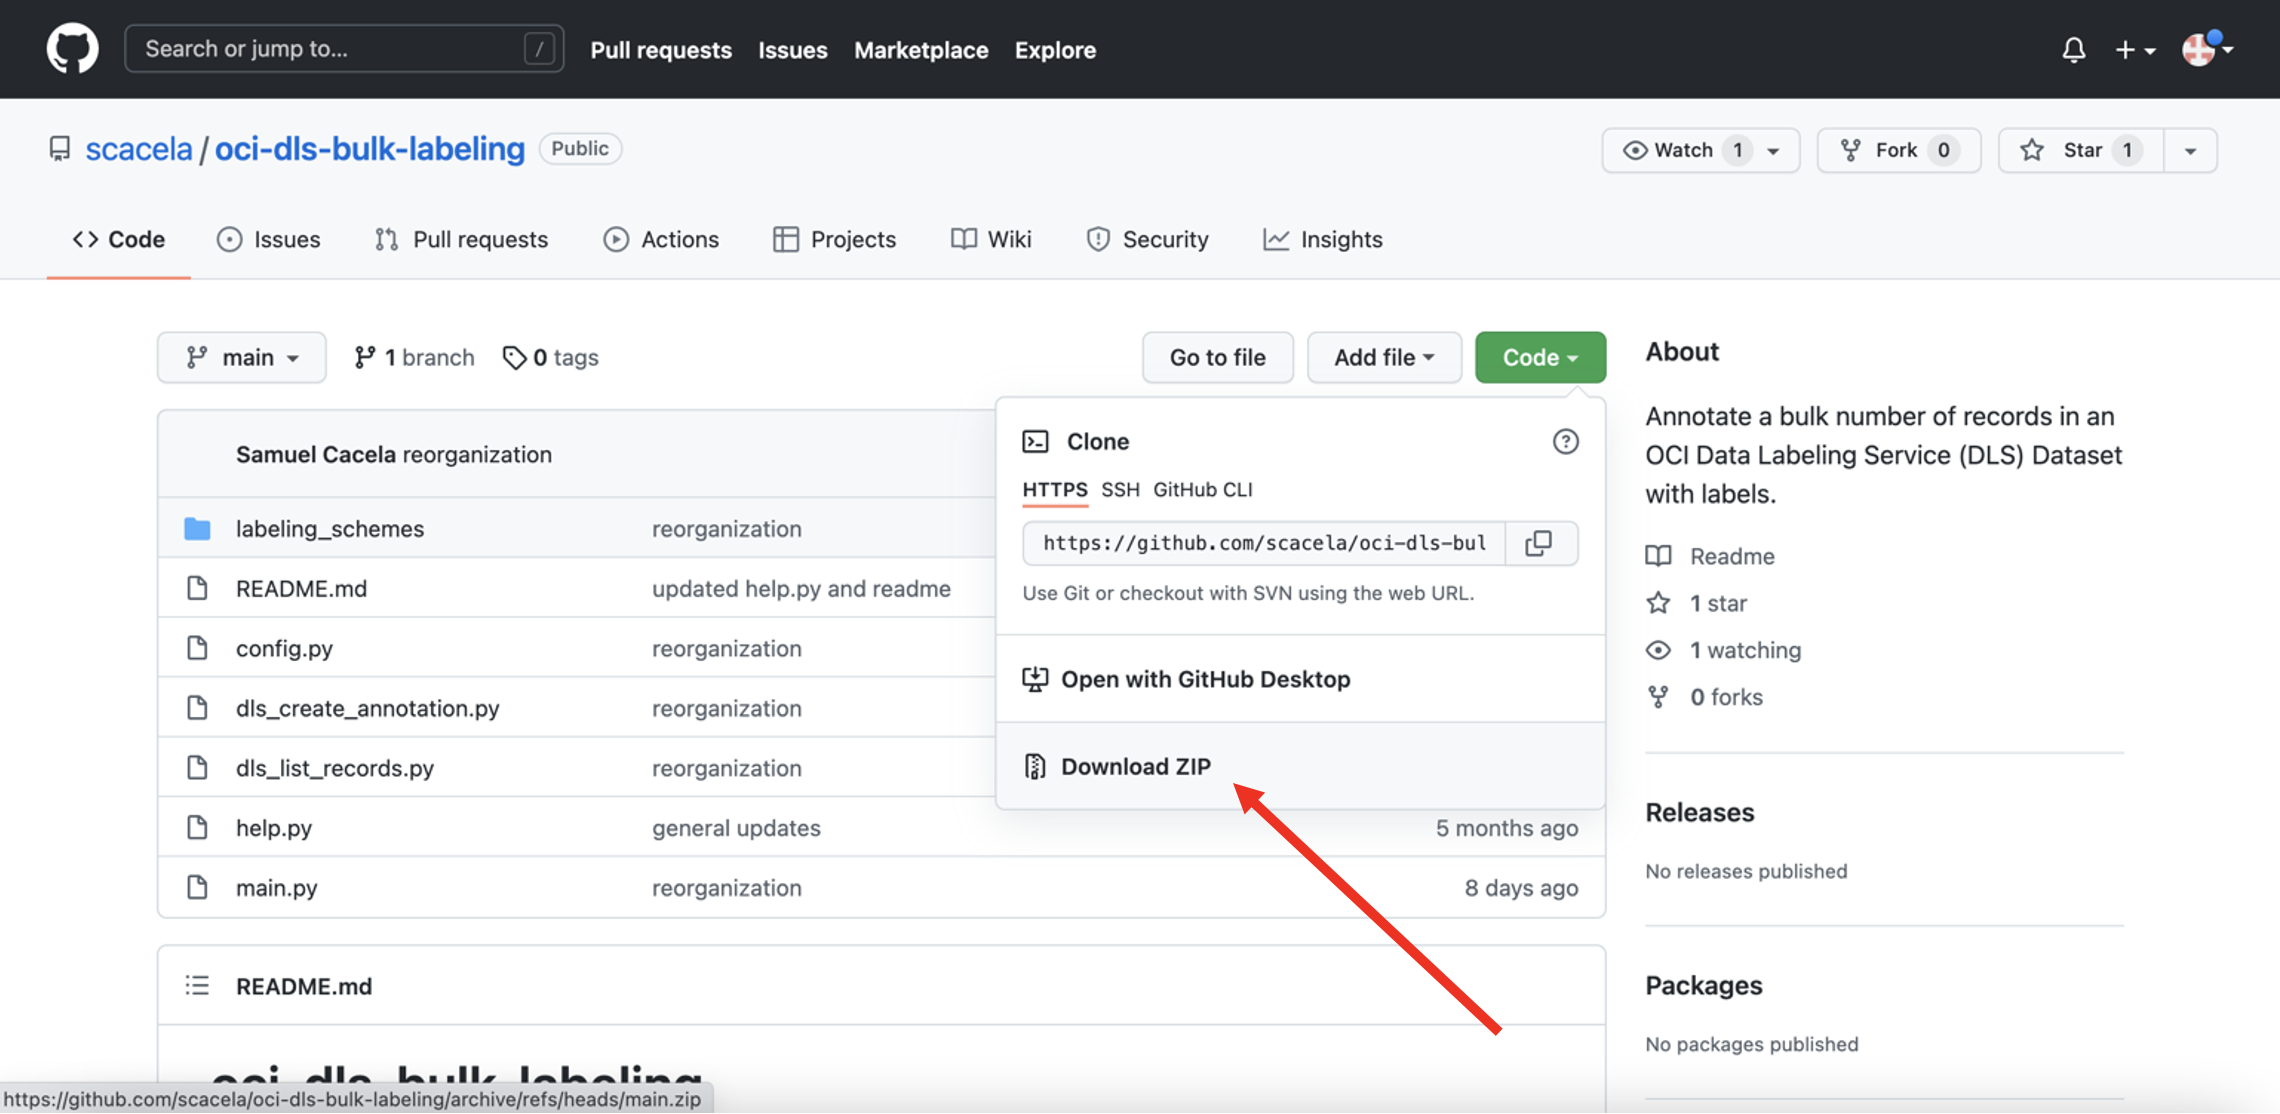 Search or jump to... / Pull requests Issues Marketplace Explore
scacela / oci-dls-bulk-labeling Public Watch 1 Fork 0 Star 1
Code Issues Pull requests Actions Projects Wiki Security Insights
main 1 branch 0 tags Go to file Add file Code
Samuel Cacela reorganization
labeling_schemes reorganization
README.md updated help.py and readme
config.py reorganization
dls_create_annotation.py reorganization
dls_list_records.py reorganization
help.py general updates 5 months ago
main.py reorganization 8 days ago
Clone
HTTPS SSH GitHub CLI
https://github.com/scacela/oci-dls-bul
Use Git or checkout with SVN using the web URL.
Open with GitHub Desktop
Download ZIP
README.md
oci-dls-bulk-labeling
About
Annotate a bulk number of records in an
OCI Data Labeling Service (DLS) Dataset
with labels.
Readme
1 star
1 watching
0 forks
Releases
No releases published
Packages
No packages published
https://github.com/scacela/oci-dls-bulk-labeling/archive/refs/heads/main.zip